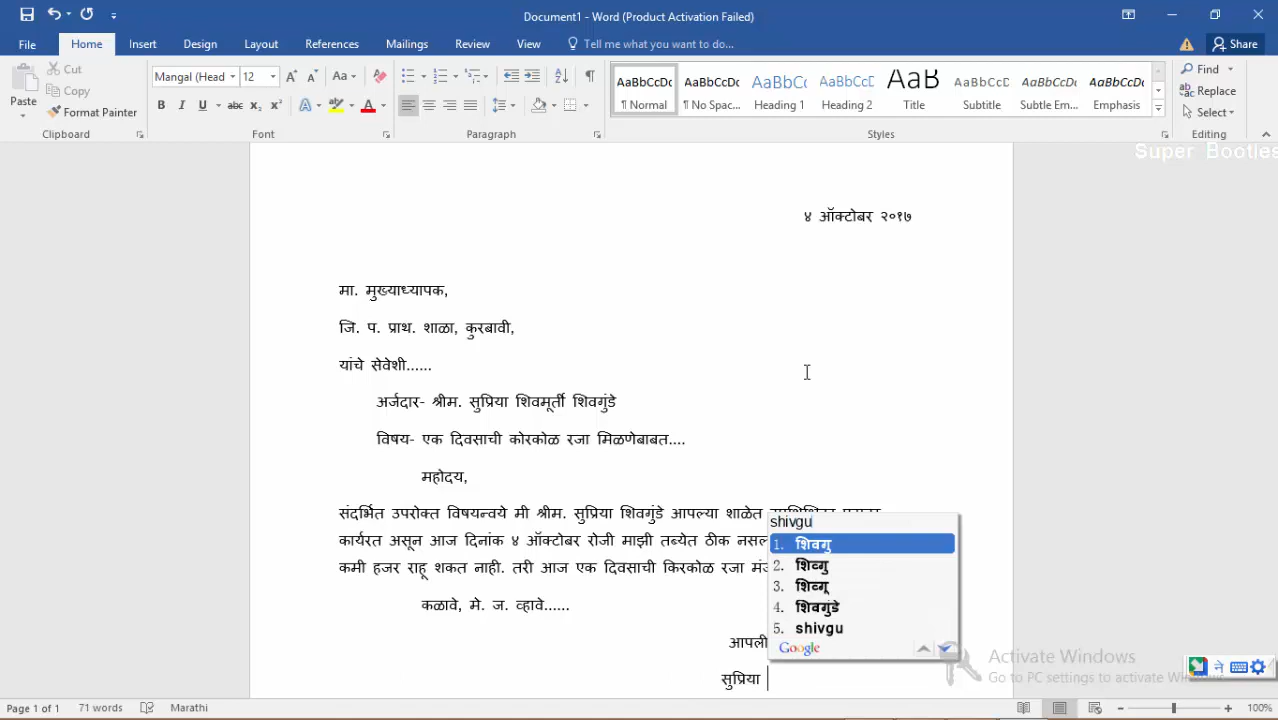 Document1 - Word (Product Activation Failed)
File Home Insert Design Layout References Mailings Review View Tell me what you want to do... Share
Paste Cut Copy Format Painter
Clipboard
Mangal (Head 12
Font
Paragraph
AaBbCcDc AaBbCcDc AaBbCc AaBbCcD AaB AaBbCcD AaBbCcDc AaBbCcDc
¶ Normal ¶ No Spac... Heading 1 Heading 2 Title Subtitle Subtle Em... Emphasis
Styles
Find Replace Select
Editing
Super Bootles
४ ऑक्टोबर २०१७
मा. मुख्याध्यापक,
जि. प. प्राथ. शाळा, कुरबावी,
यांचे सेवेशी......
अर्जदार- श्रीम. सुप्रिया शिवमूर्ती शिवगुंडे
विषय- एक दिवसाची कोरकोळ रजा मिळणेबाबत....
महोदय,
संदर्भित उपरोक्त विषयन्वये मी श्रीम. सुप्रिया शिवगुंडे आपल्या शाळेत
कार्यरत असून आज दिनांक ४ ऑक्टोबर रोजी माझी तब्येत ठीक
कमी हजर राहू शकत नाही. तरी आज एक दिवसाची किरकोळ रजा
कळावे, मे. ज. व्हावे......
आपली
सुप्रिया
shivgu
1. शिवगु
2. शिव्गु
3. शिव्गू
4. शिवगुंडे
5. shivgu
Google
Activate Windows
Go to PC settings to activate
ने
Page 1 of 1 71 words Marathi 100%